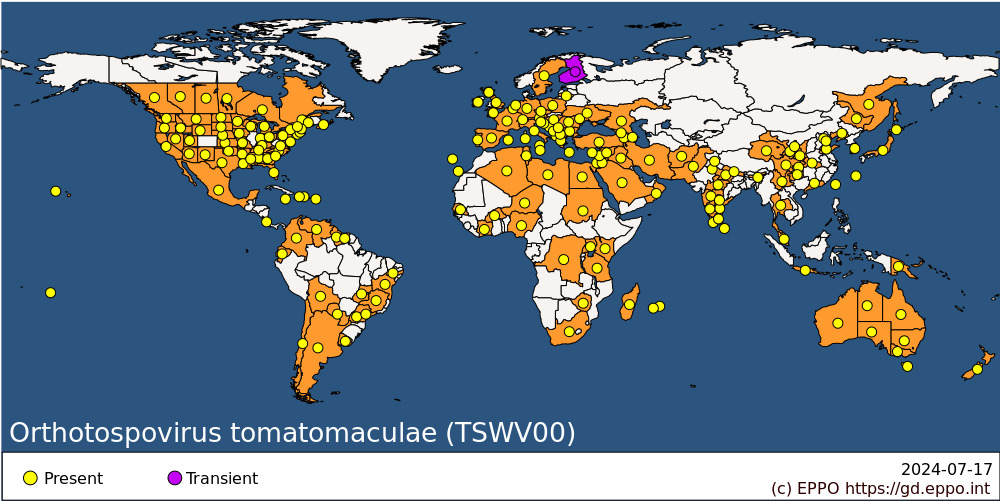 Orthotospovirus tomatomaculae (TSWV00)
Present
Transient
2024-07-17
(c) EPPO https://gd.eppo.int